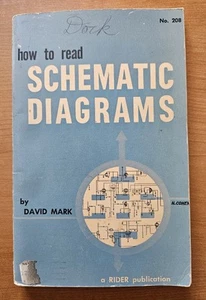 No. 208
how to read
SCHEMATIC
DIAGRAMS
by
DAVID MARK
a RIDER publication